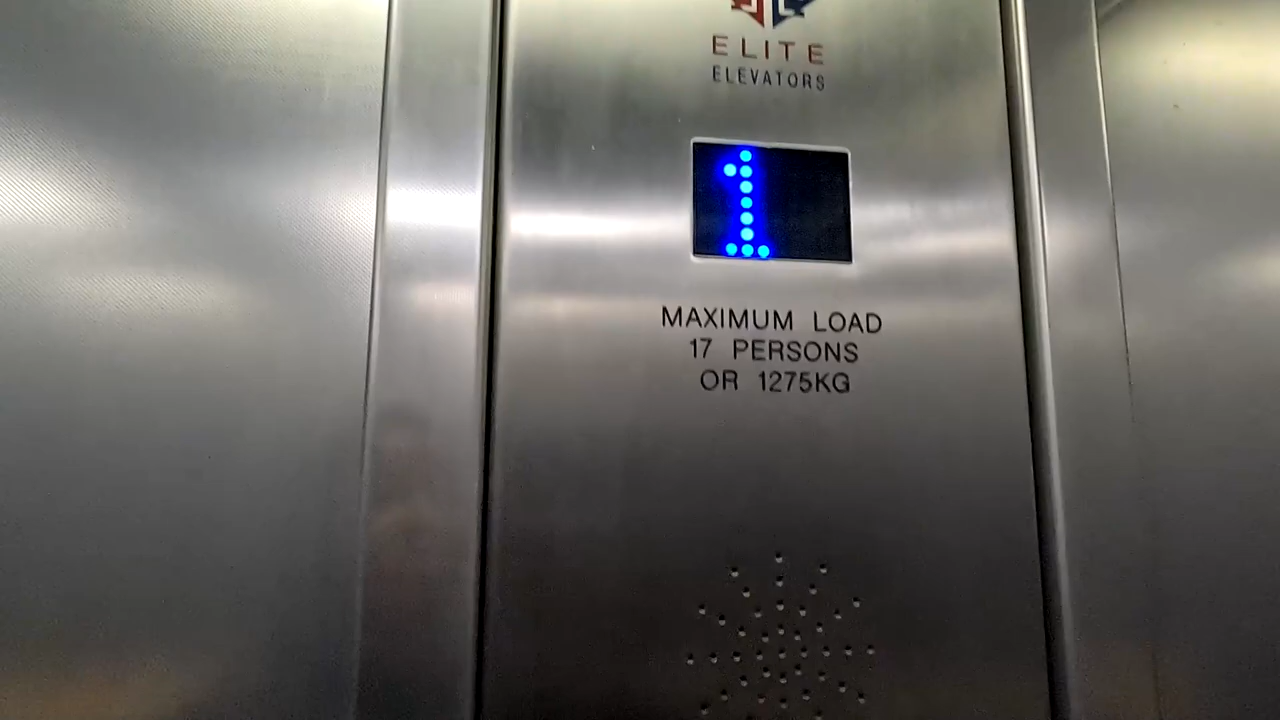 ELITE
ELEVATORS
1
MAXIMUM LOAD
17 PERSONS
OR 1275KG